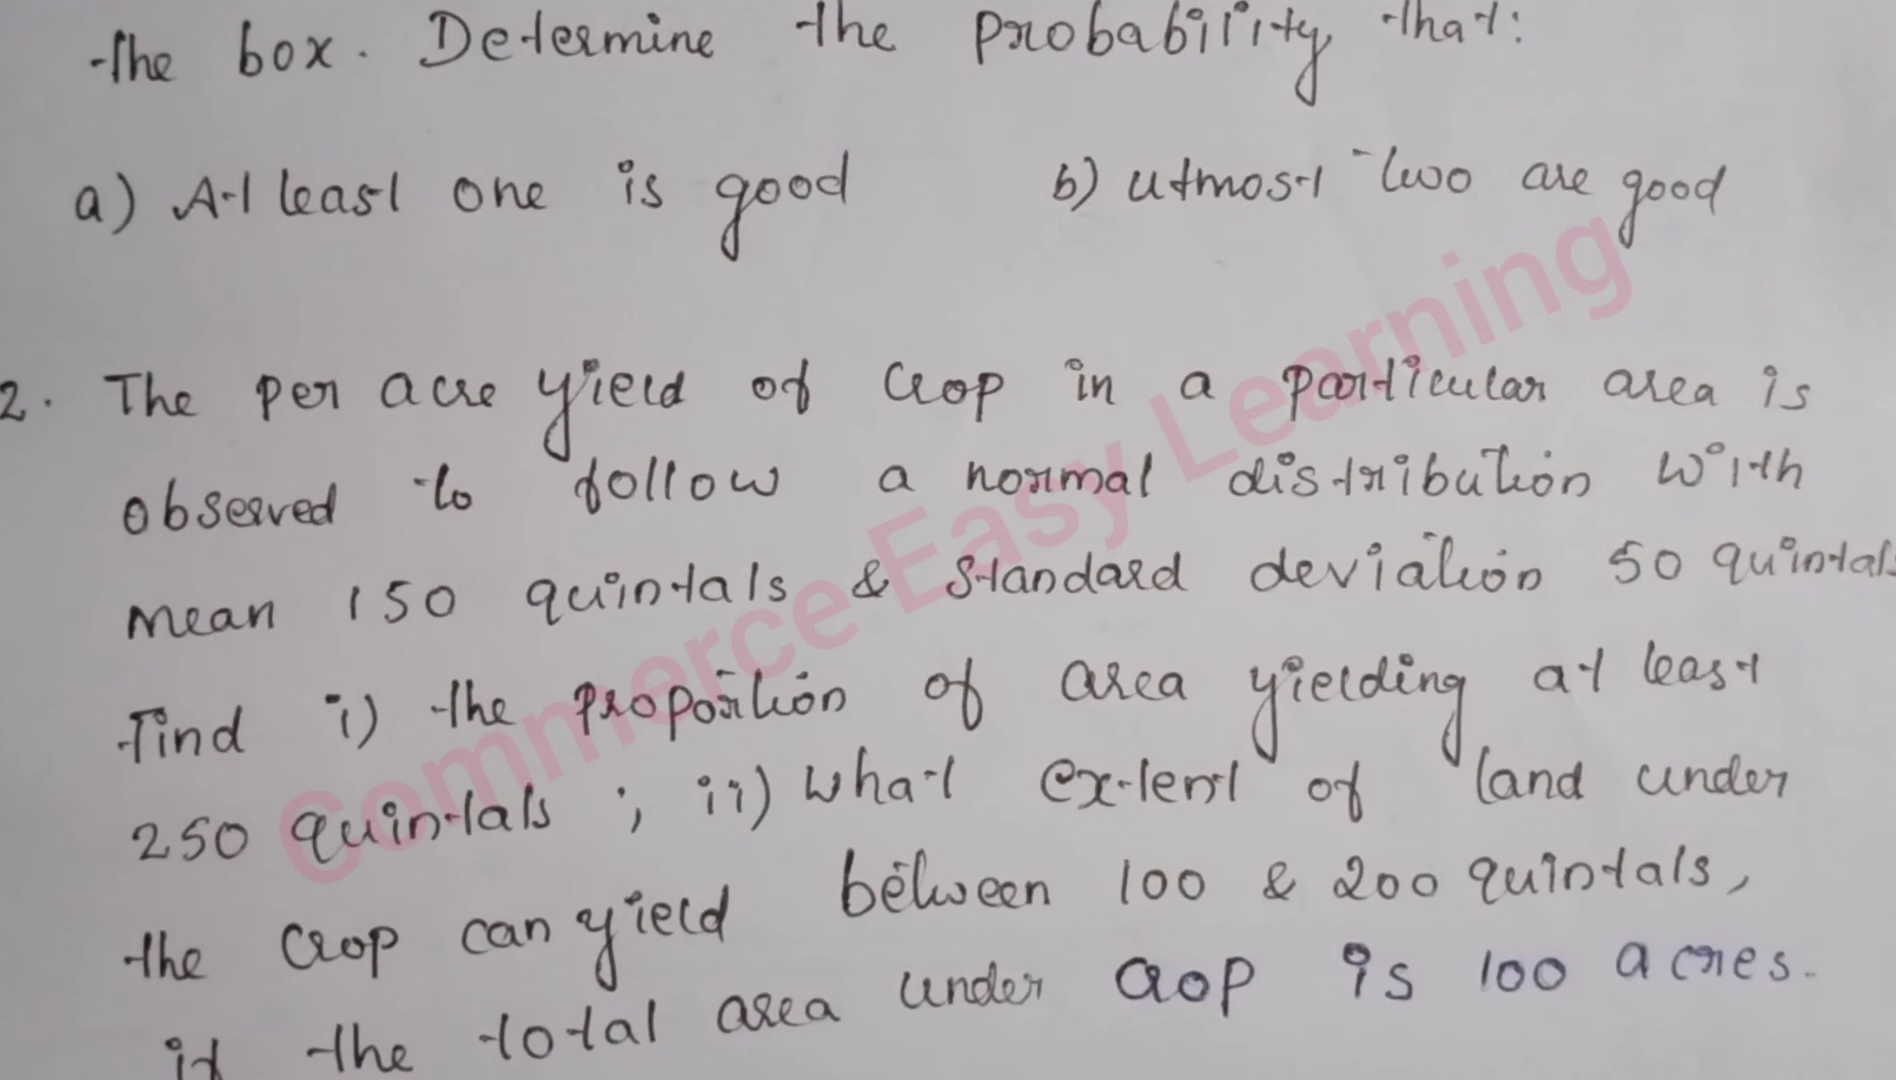 the box. Determine the probability that:
a) At least one is good b) utmost two are good
2. The per acre yield of crop in a particular area is
observed to follow a normal distribution with
mean 150 quintals & standard deviation 50 quintals
Find i) the proportion of area yielding at least
250 quintals ; ii) what extent of land under
the crop can yield between 100 & 200 quintals,
if the total area under crop is 100 acres.
Commerce Easy Learning